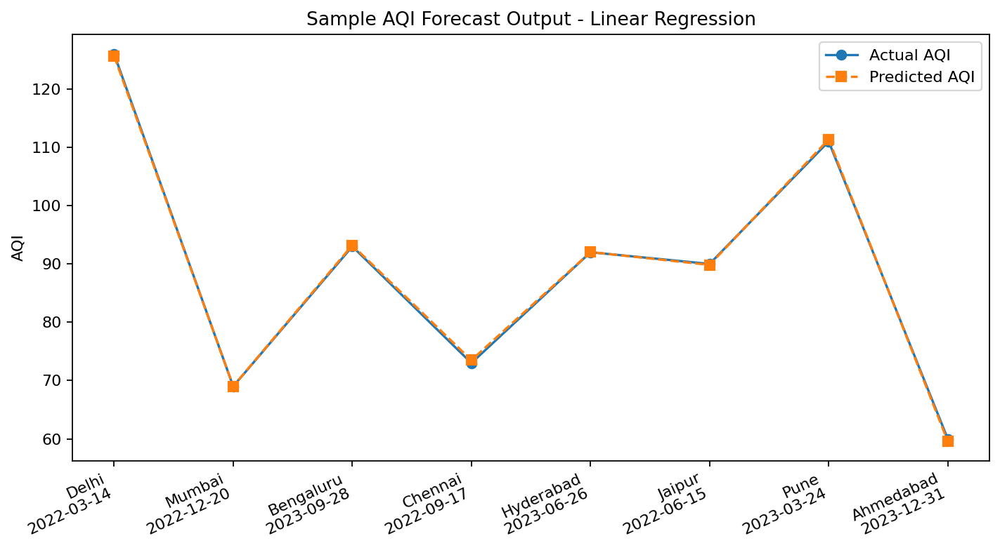 Sample AQI Forecast Output - Linear Regression
Actual AQI
Predicted AQI
AQI
120
110
100
90
80
70
60
Delhi
2022-03-14
Mumbai
2022-12-20
Bengaluru
2023-09-28
Chennai
2022-09-17
Hyderabad
2023-06-26
Jaipur
2022-06-15
Pune
2023-03-24
Ahmedabad
2023-12-31